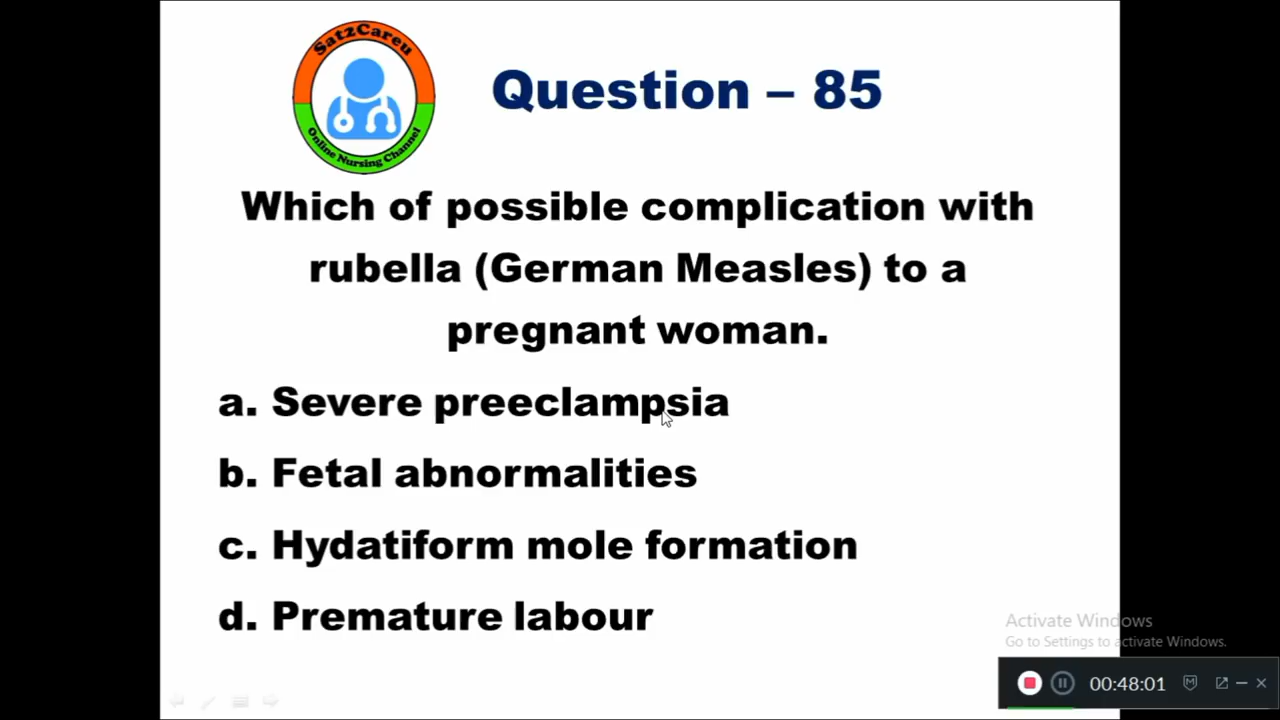 Sat2Careu
Online Nursing Channel
Question – 85
Which of possible complication with
rubella (German Measles) to a
pregnant woman.
a. Severe preeclampsia
b. Fetal abnormalities
c. Hydatiform mole formation
d. Premature labour
Activate Windows
Go to Settings to activate Windows.
00:48:01